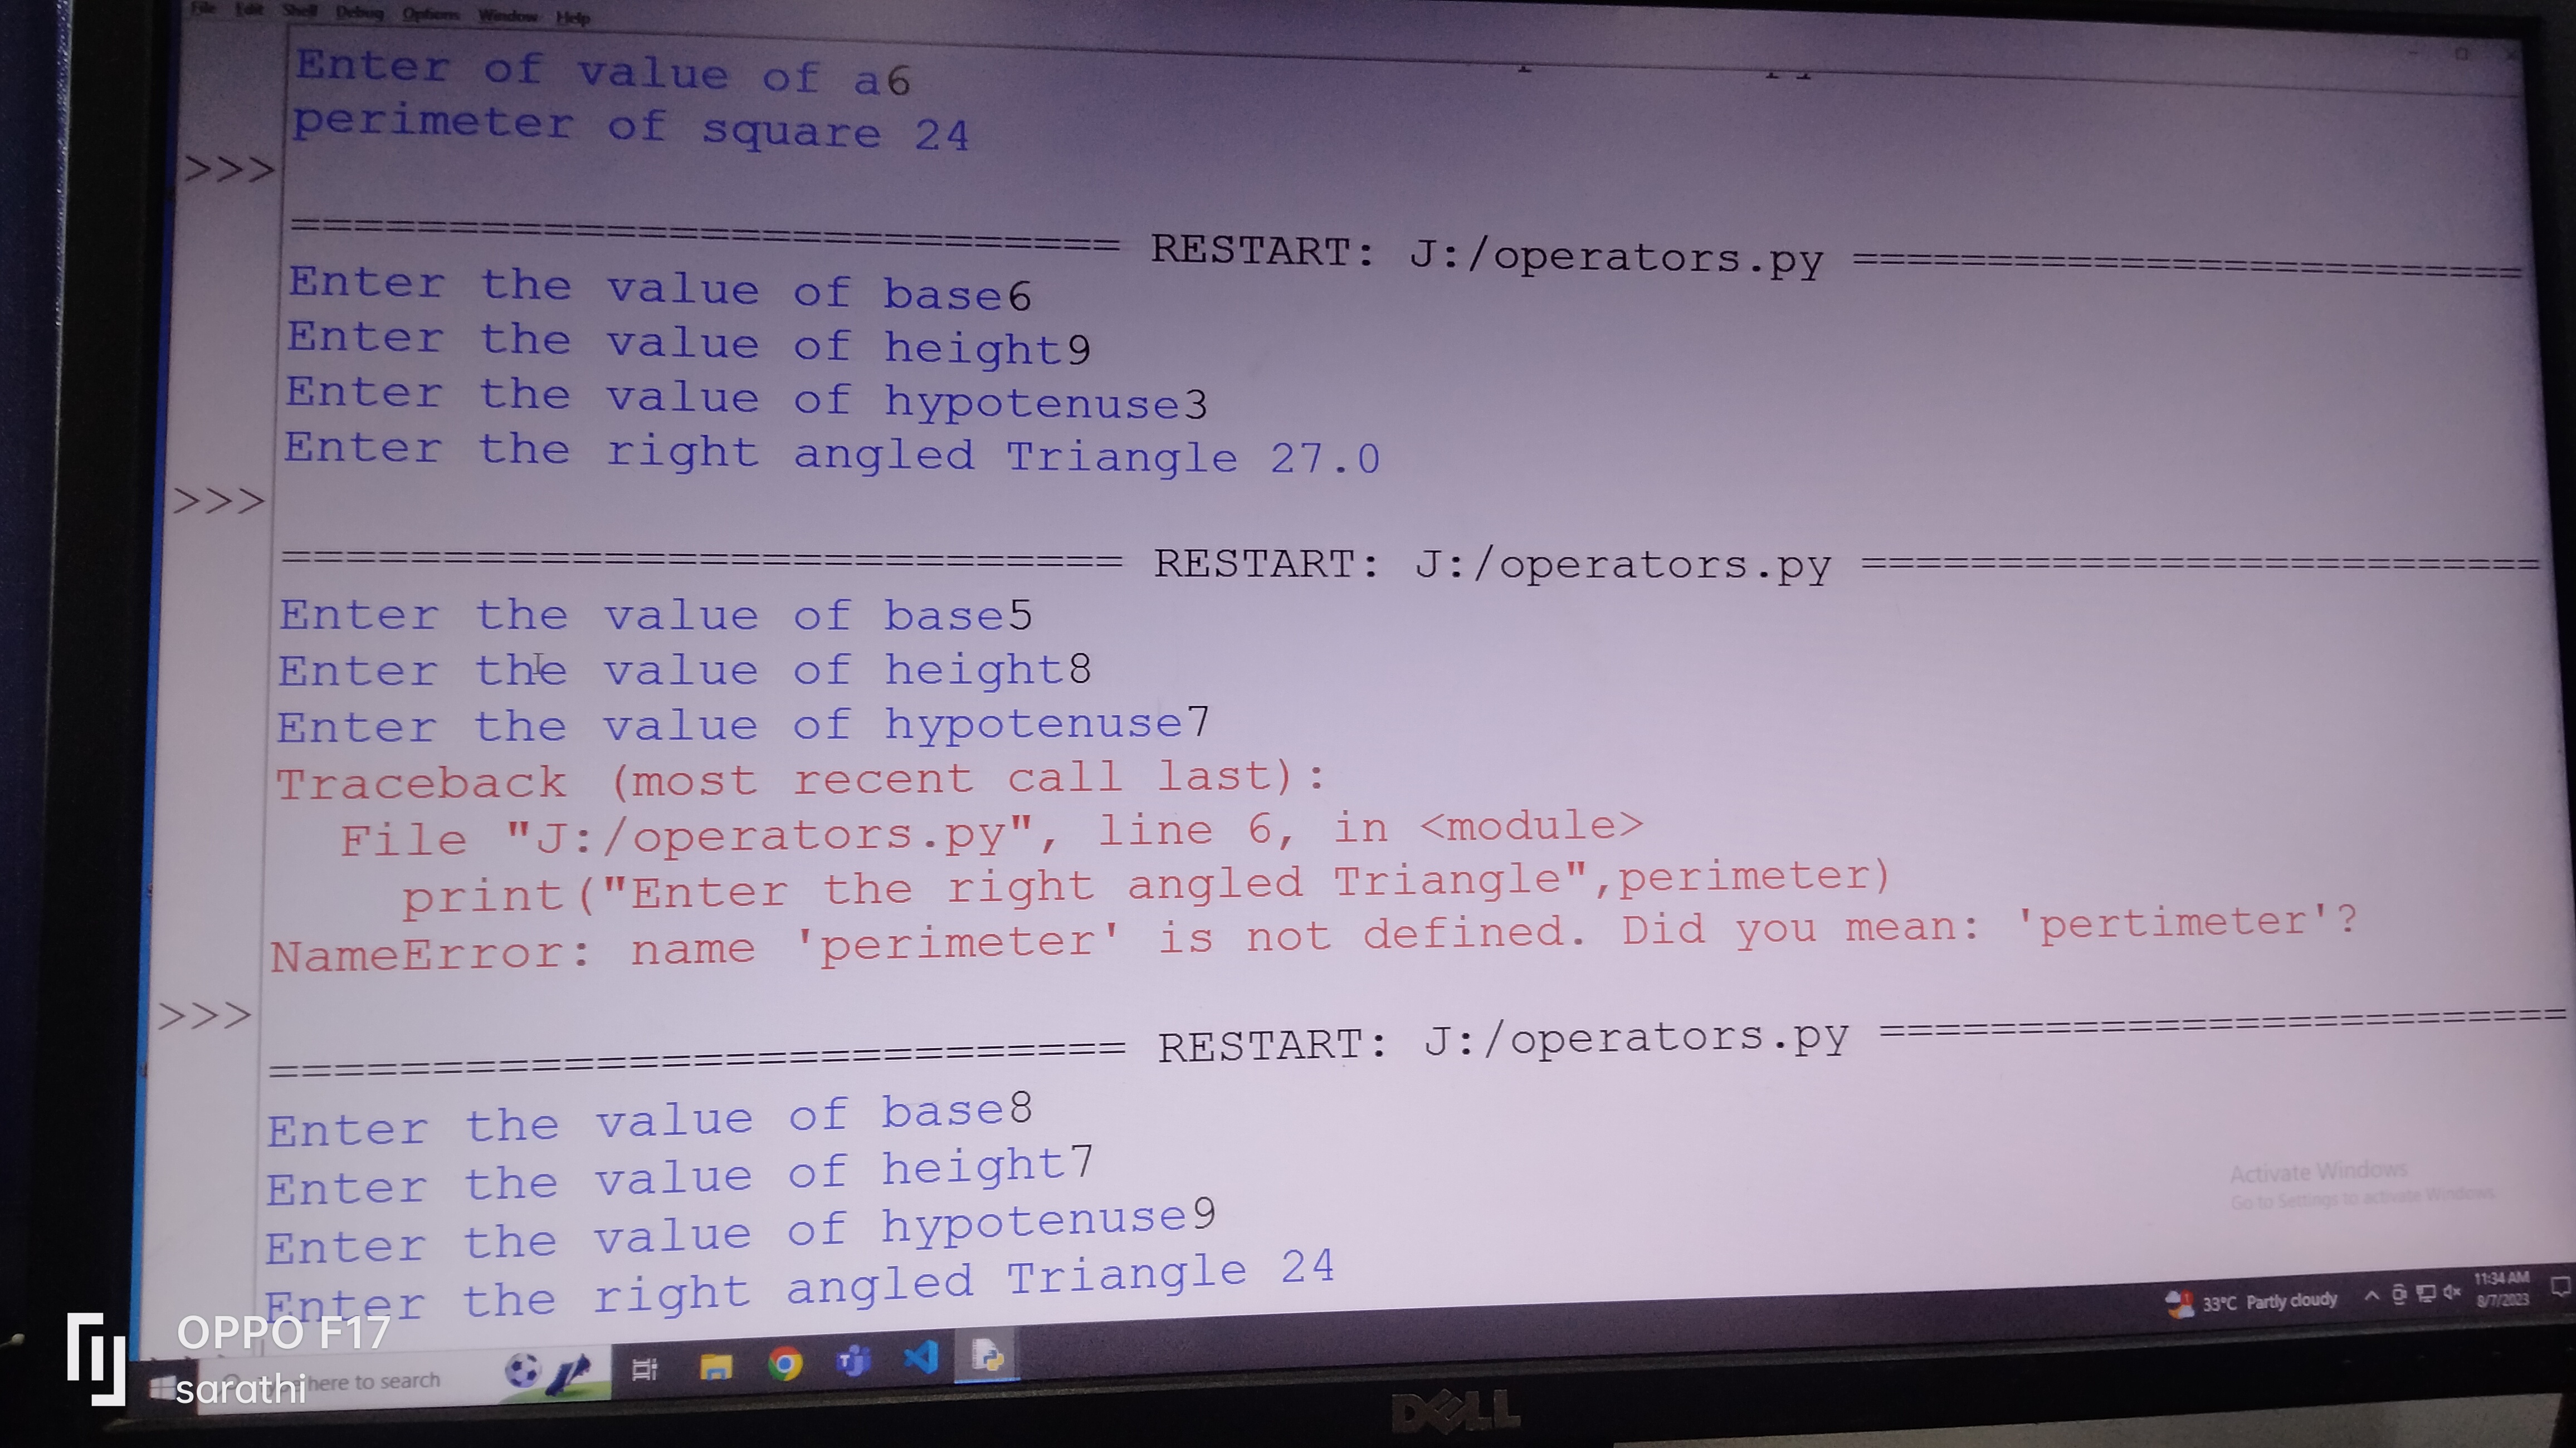 File Edit Shell Debug Options Window Help
Enter of value of a6
perimeter of square 24
>>>
=========================== RESTART: J:/operators.py =========================
Enter the value of base6
Enter the value of height9
Enter the value of hypotenuse3
Enter the right angled Triangle 27.0
>>>
=========================== RESTART: J:/operators.py =========================
Enter the value of base5
Enter the value of height8
Enter the value of hypotenuse7
Traceback (most recent call last):
  File "J:/operators.py", line 6, in <module>
    print("Enter the right angled Triangle",perimeter)
NameError: name 'perimeter' is not defined. Did you mean: 'pertimeter'?
>>>
=========================== RESTART: J:/operators.py =========================
Enter the value of base8
Enter the value of height7
Enter the value of hypotenuse9
Enter the right angled Triangle 24
Activate Windows
Go to Settings to activate Windows.
33°C Partly cloudy
11:34 AM
8/7/2023
here to search
OPPO F17
sarathi
DELL